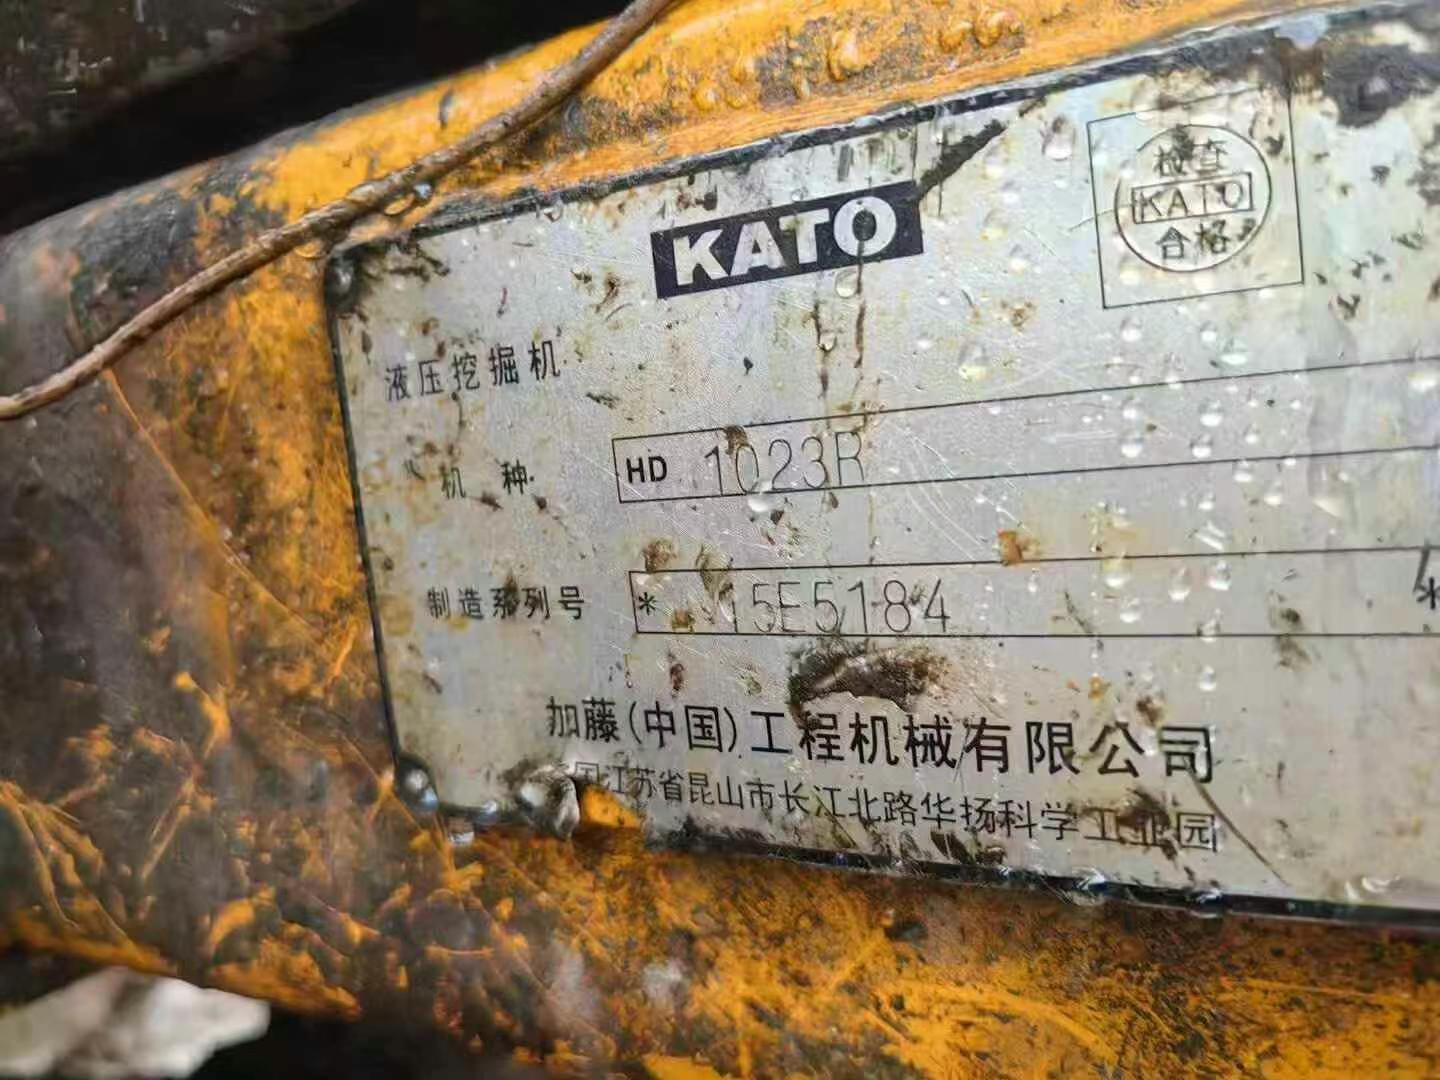 KATO
检查
KATO
合格
液压挖掘机
机 种
HD 1023R
制造系列号
* 15E5184 *
加藤(中国)工程机械有限公司
国江苏省昆山市长江北路华扬科学工业园